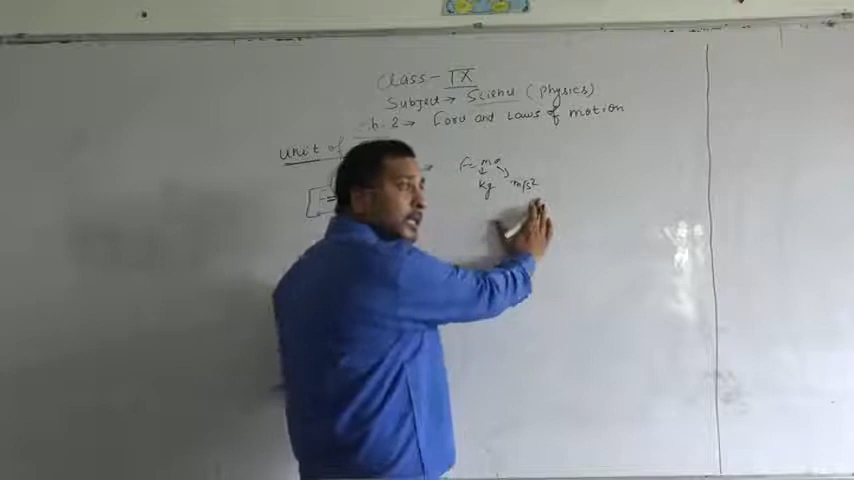 Class - IX
Subject → Science (Physics)
Ch. 2 → Force and Laws of motion
Unit of
F = ma
kg m/s²
F =